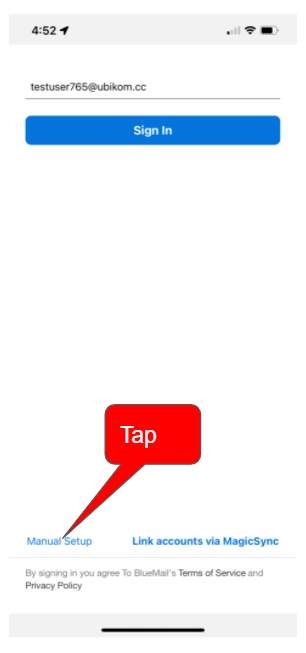 4:52
testuser765@ubikom.cc
Sign In
Tap
Manual Setup Link accounts via MagicSync
By signing in you agree To BlueMail's Terms of Service and
Privacy Policy